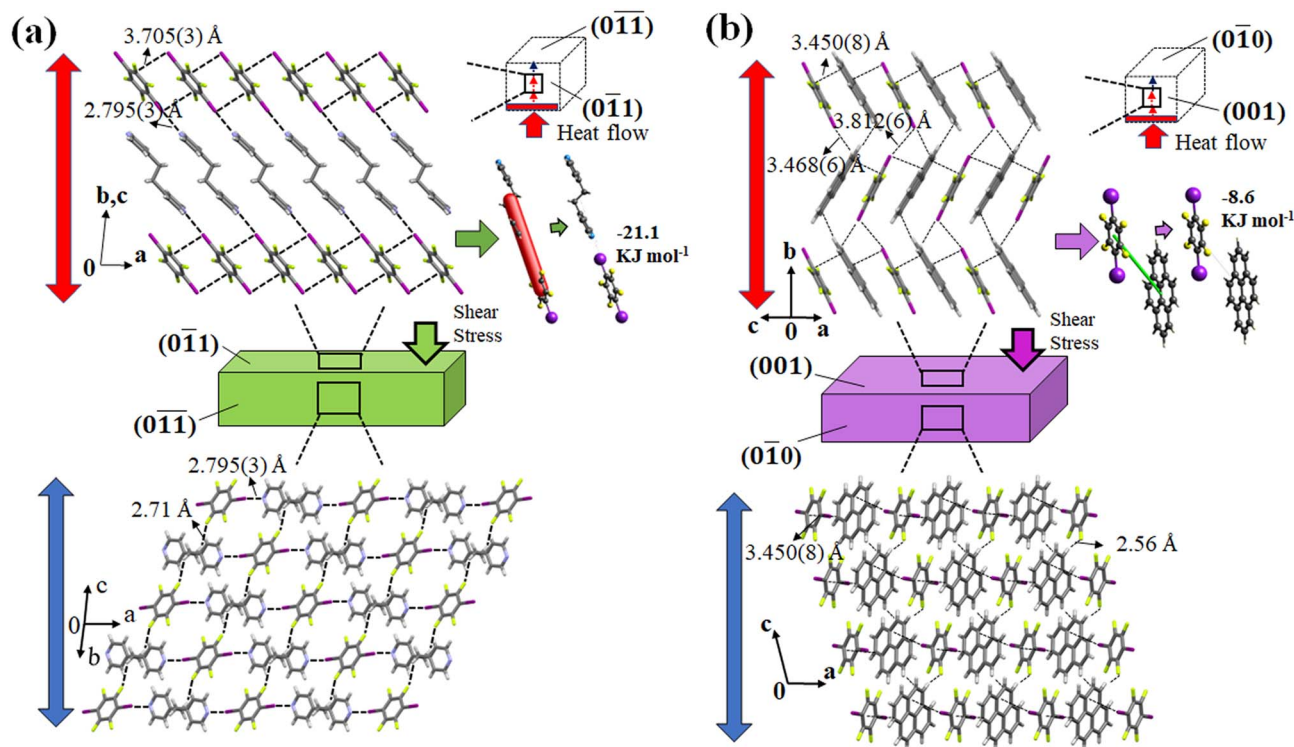 (a)
3.705(3) Å
2.795(3) Å
b,c
0
a
(01̅1̅)
(01̅1)
Heat flow
-21.1
KJ mol⁻¹
Shear
Stress
(01̅1)
(01̅1̅)
2.795(3) Å
2.71 Å
c
0
a
b
(b)
3.450(8) Å
3.812(6) Å
3.468(6) Å
b
c
0
a
(01̅0)
(001)
Heat flow
-8.6
KJ mol⁻¹
Shear
Stress
(001)
(01̅0)
3.450(8) Å
2.56 Å
c
0
a